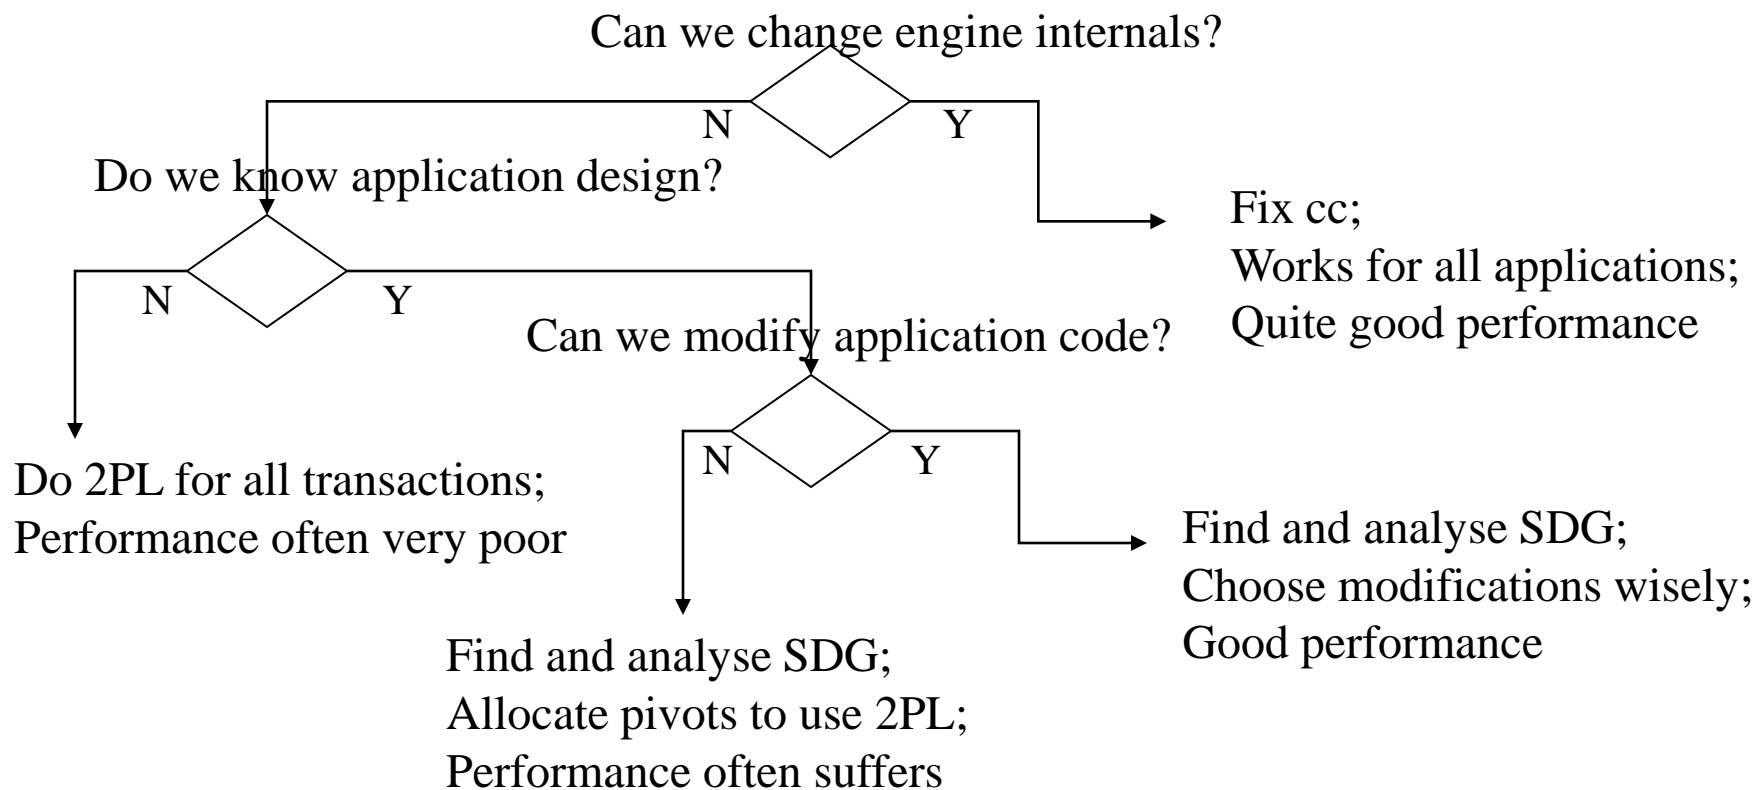 Can we change engine internals?
N
Y
Do we know application design?
Fix cc;
Works for all applications;
Quite good performance
N
Y
Can we modify application code?
N
Y
Do 2PL for all transactions;
Performance often very poor
Find and analyse SDG;
Choose modifications wisely;
Good performance
Find and analyse SDG;
Allocate pivots to use 2PL;
Performance often suffers